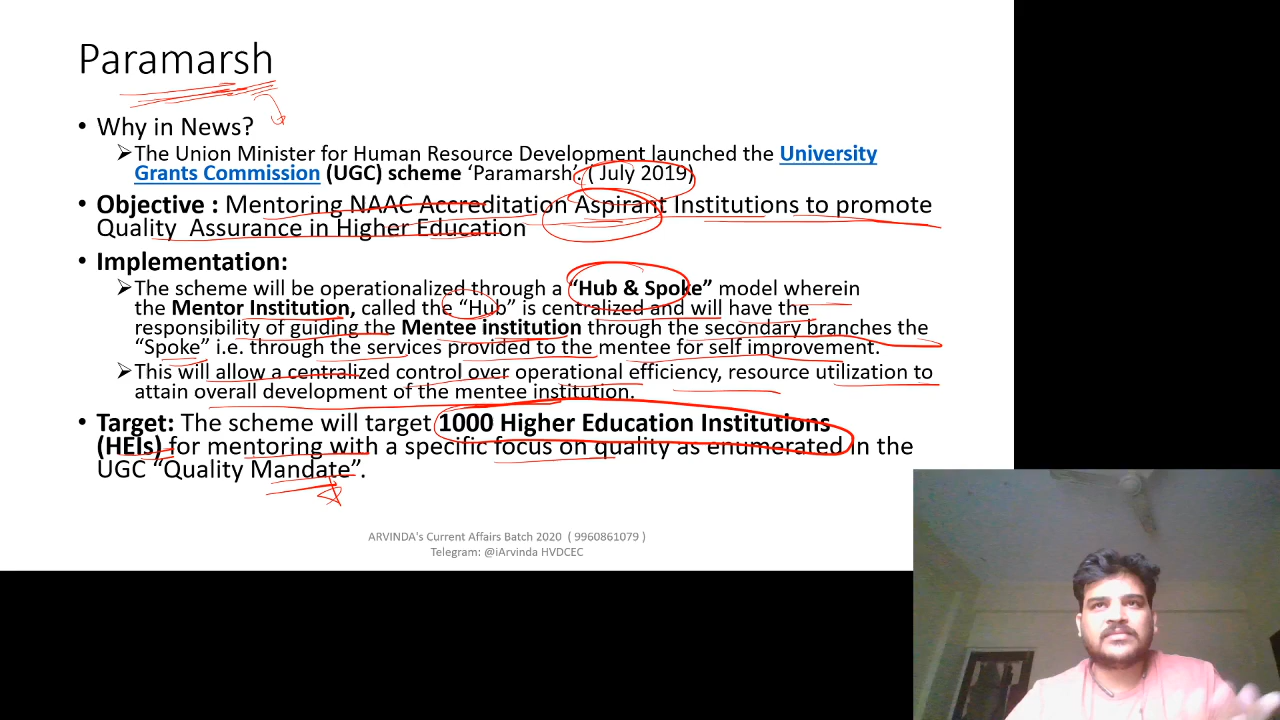 Paramarsh
• Why in News?
➢The Union Minister for Human Resource Development launched the University
Grants Commission (UGC) scheme ‘Paramarsh’. ( July 2019)
• Objective : Mentoring NAAC Accreditation Aspirant Institutions to promote
Quality Assurance in Higher Education
• Implementation:
➢The scheme will be operationalized through a “Hub & Spoke” model wherein
the Mentor Institution, called the “Hub” is centralized and will have the
responsibility of guiding the Mentee institution through the secondary branches the
“Spoke” i.e. through the services provided to the mentee for self improvement.
➢This will allow a centralized control over operational efficiency, resource utilization to
attain overall development of the mentee institution.
• Target: The scheme will target 1000 Higher Education Institutions
(HEIs) for mentoring with a specific focus on quality as enumerated in the
UGC “Quality Mandate”.
ARVINDA's Current Affairs Batch 2020 ( 9960861079 )
Telegram: @iArvinda HVDCEC